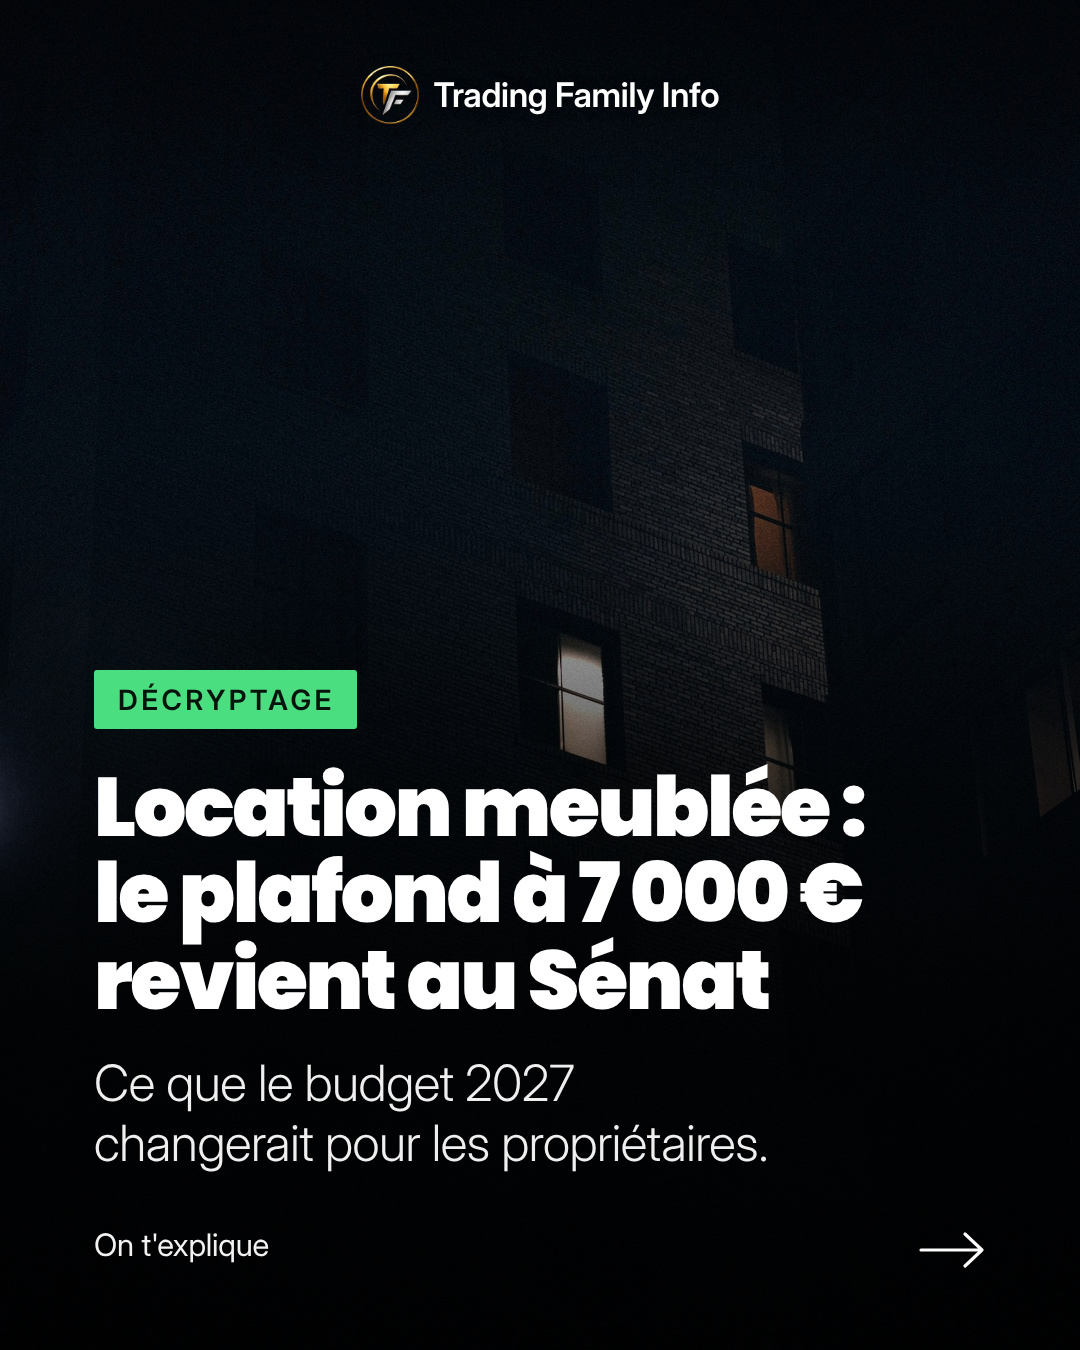 TF Trading Family Info
DÉCRYPTAGE
Location meublée :
le plafond à 7 000 €
revient au Sénat
Ce que le budget 2027
changerait pour les propriétaires.
On t'explique